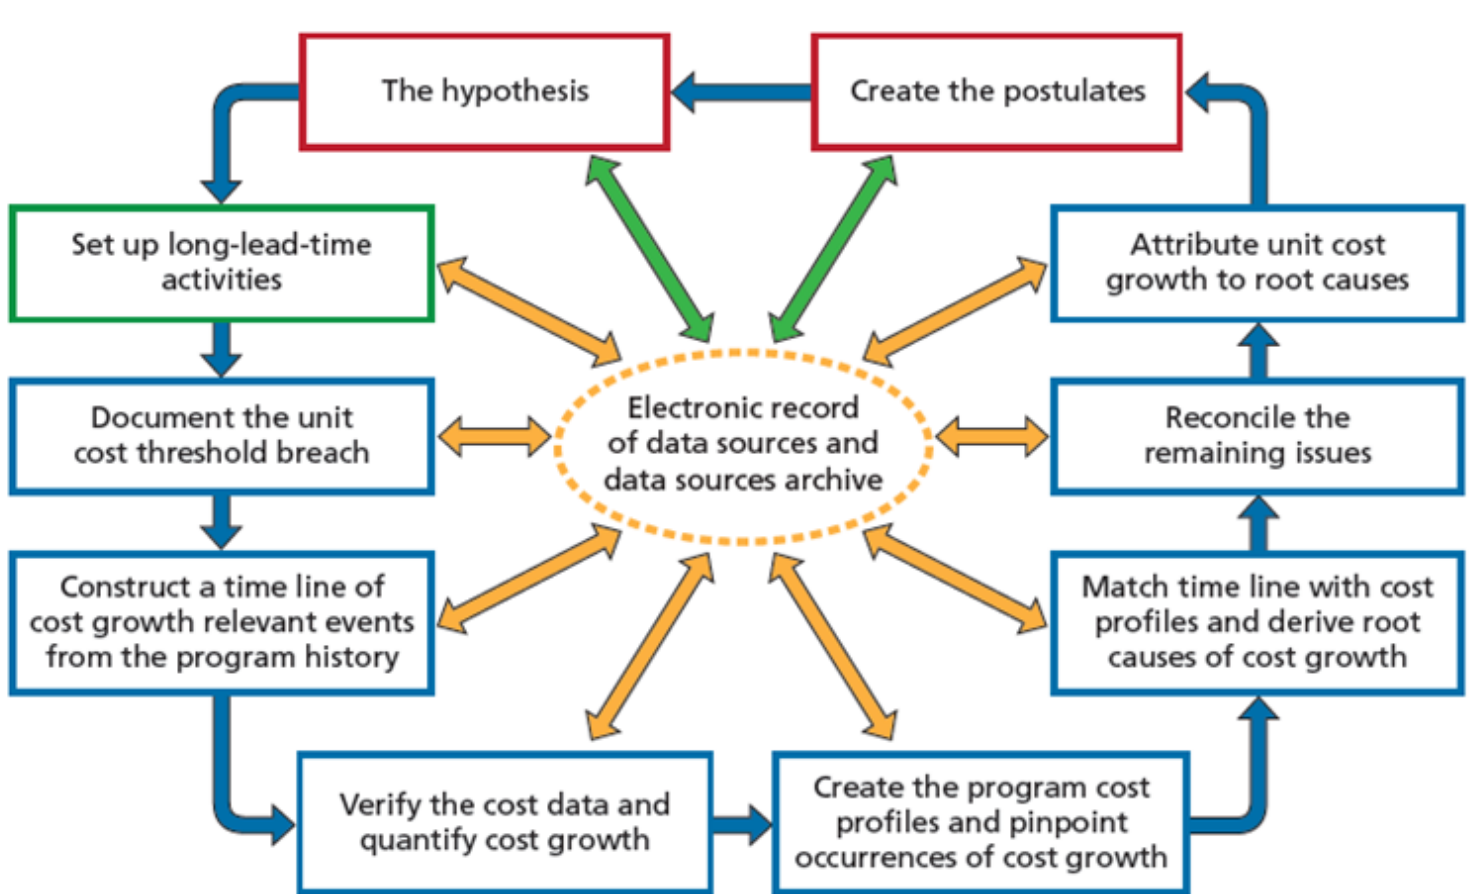 The hypothesis
Create the postulates
Set up long-lead-time
activities
Attribute unit cost
growth to root causes
Document the unit
cost threshold breach
Electronic record
of data sources and
data sources archive
Reconcile the
remaining issues
Construct a time line of
cost growth relevant events
from the program history
Match time line with cost
profiles and derive root
causes of cost growth
Verify the cost data and
quantify cost growth
Create the program cost
profiles and pinpoint
occurrences of cost growth